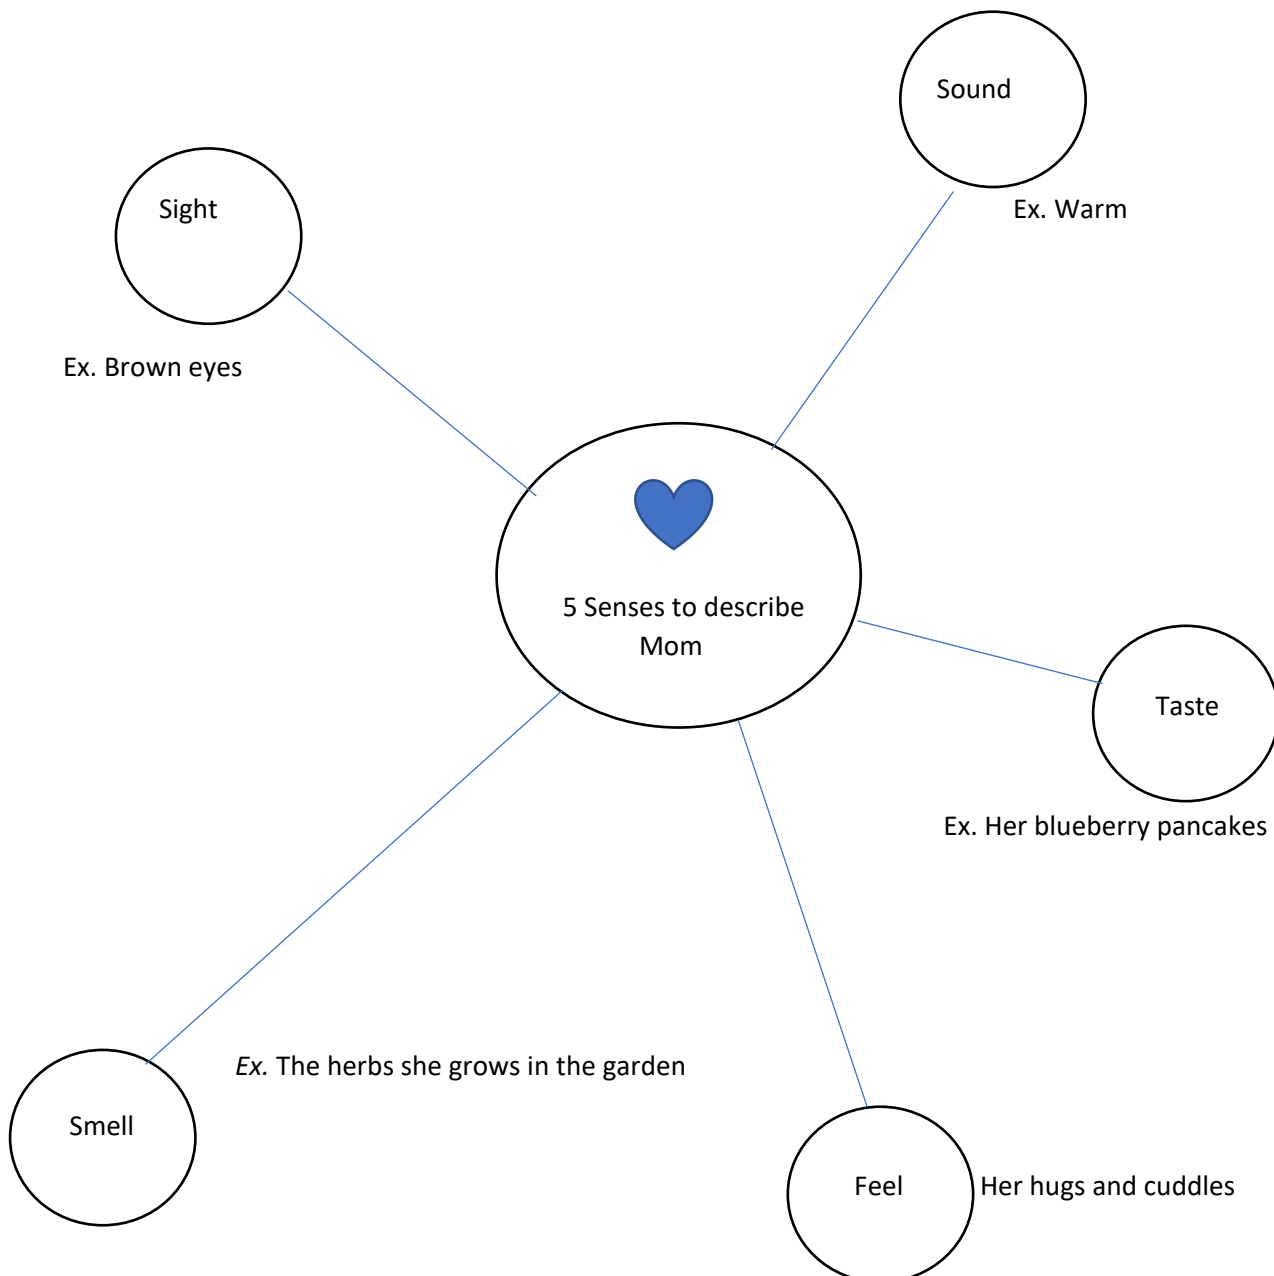 Sound
Sight
Ex. Warm
Ex. Brown eyes
5 Senses to describe
Mom
Taste
Ex. Her blueberry pancakes
Ex. The herbs she grows in the garden
Smell
Feel
Her hugs and cuddles